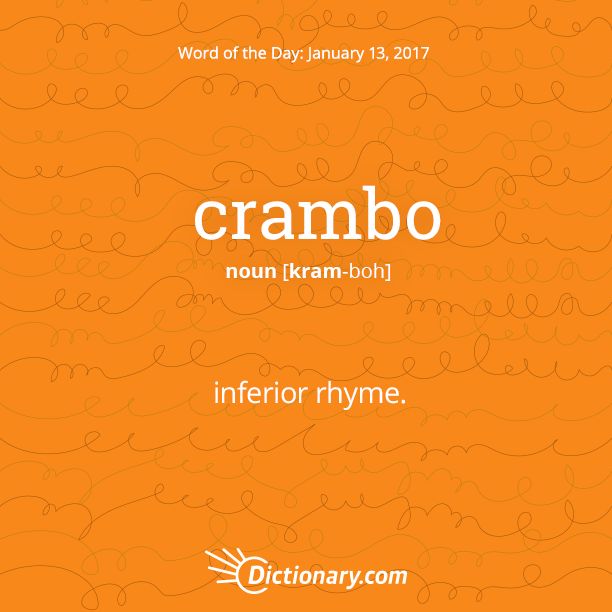 Word of the Day: January 13, 2017
crambo
noun [kram-boh]
inferior rhyme.
Dictionary.com